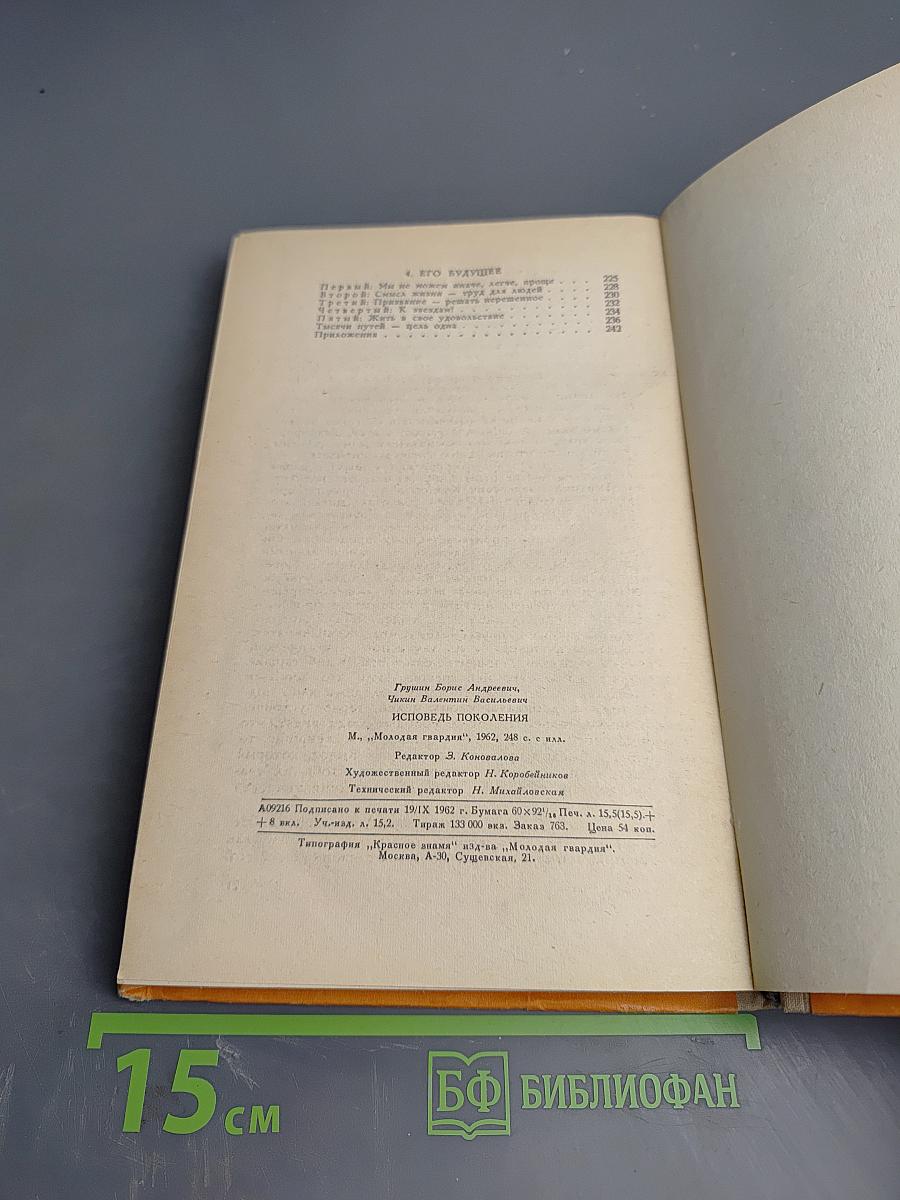 4. ЕГО БУДУЩЕЕ
Первый: Мы не можем иначе, легче, проще . . . 225
Второй: Смысл жизни — труд для людей . . . 228
Третий: Призвание — решать нерешенное . . . 230
Четвертый: К звездам! . . . 232
Пятый: Жить в свое удовольствие . . . 234
Тысячи путей — цель одна . . . 236
Приложения . . . 242
Грушин Борис Андреевич,
Чикин Валентин Васильевич
ИСПОВЕДЬ ПОКОЛЕНИЯ
М., „Молодая гвардия“, 1962, 248 с. с илл.
Редактор З. Коновалова
Художественный редактор Н. Коробейников
Технический редактор Н. Михайловская
А09216 Подписано к печати 19/IX 1962 г. Бумага 60×92¹/₁₆ Печ. л. 15,5(15,5)+
+8 вкл. Уч.-изд. л. 15,2. Тираж 133 000 вкз. Заказ 763. Цена 54 коп.
Типография „Красное знамя“ изд-ва „Молодая гвардия“.
Москва, А-30, Сущевская, 21.
15 см
БФ БИБЛИОФАН